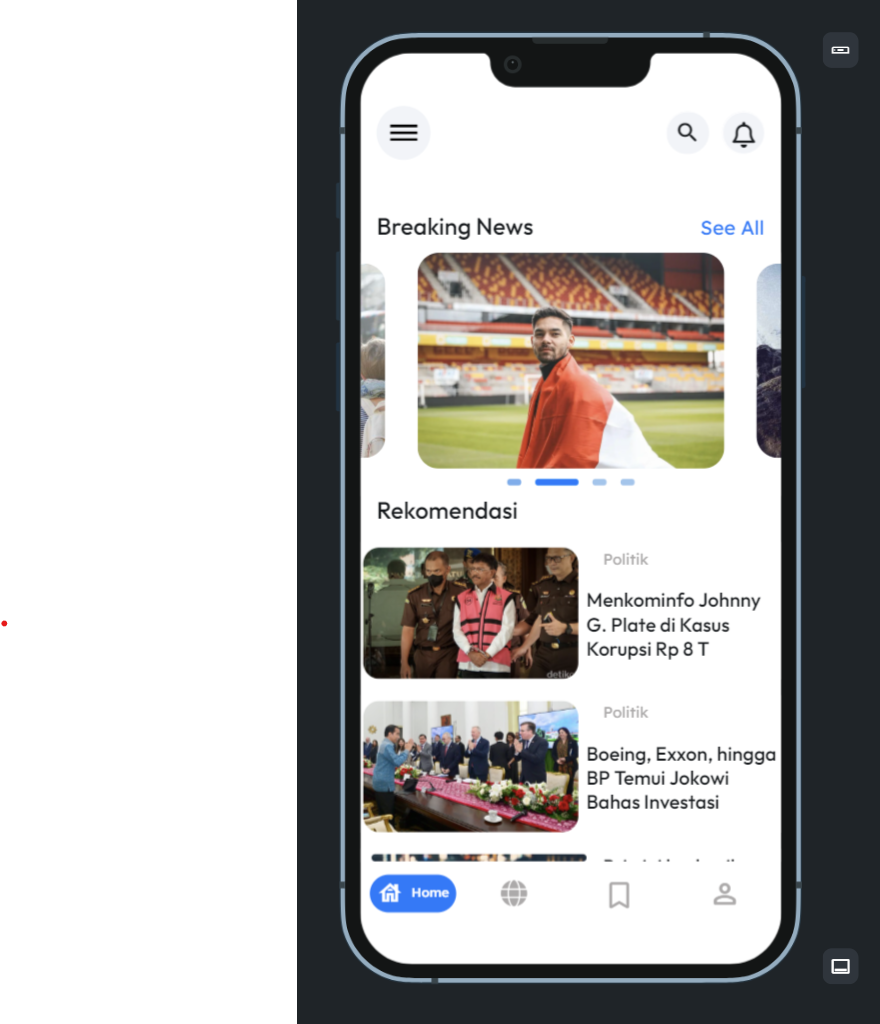 Breaking News
See All
Rekomendasi
Politik
Menkominfo Johnny
G. Plate di Kasus
Korupsi Rp 8 T
detik
Politik
Boeing, Exxon, hingga
BP Temui Jokowi
Bahas Investasi
Home